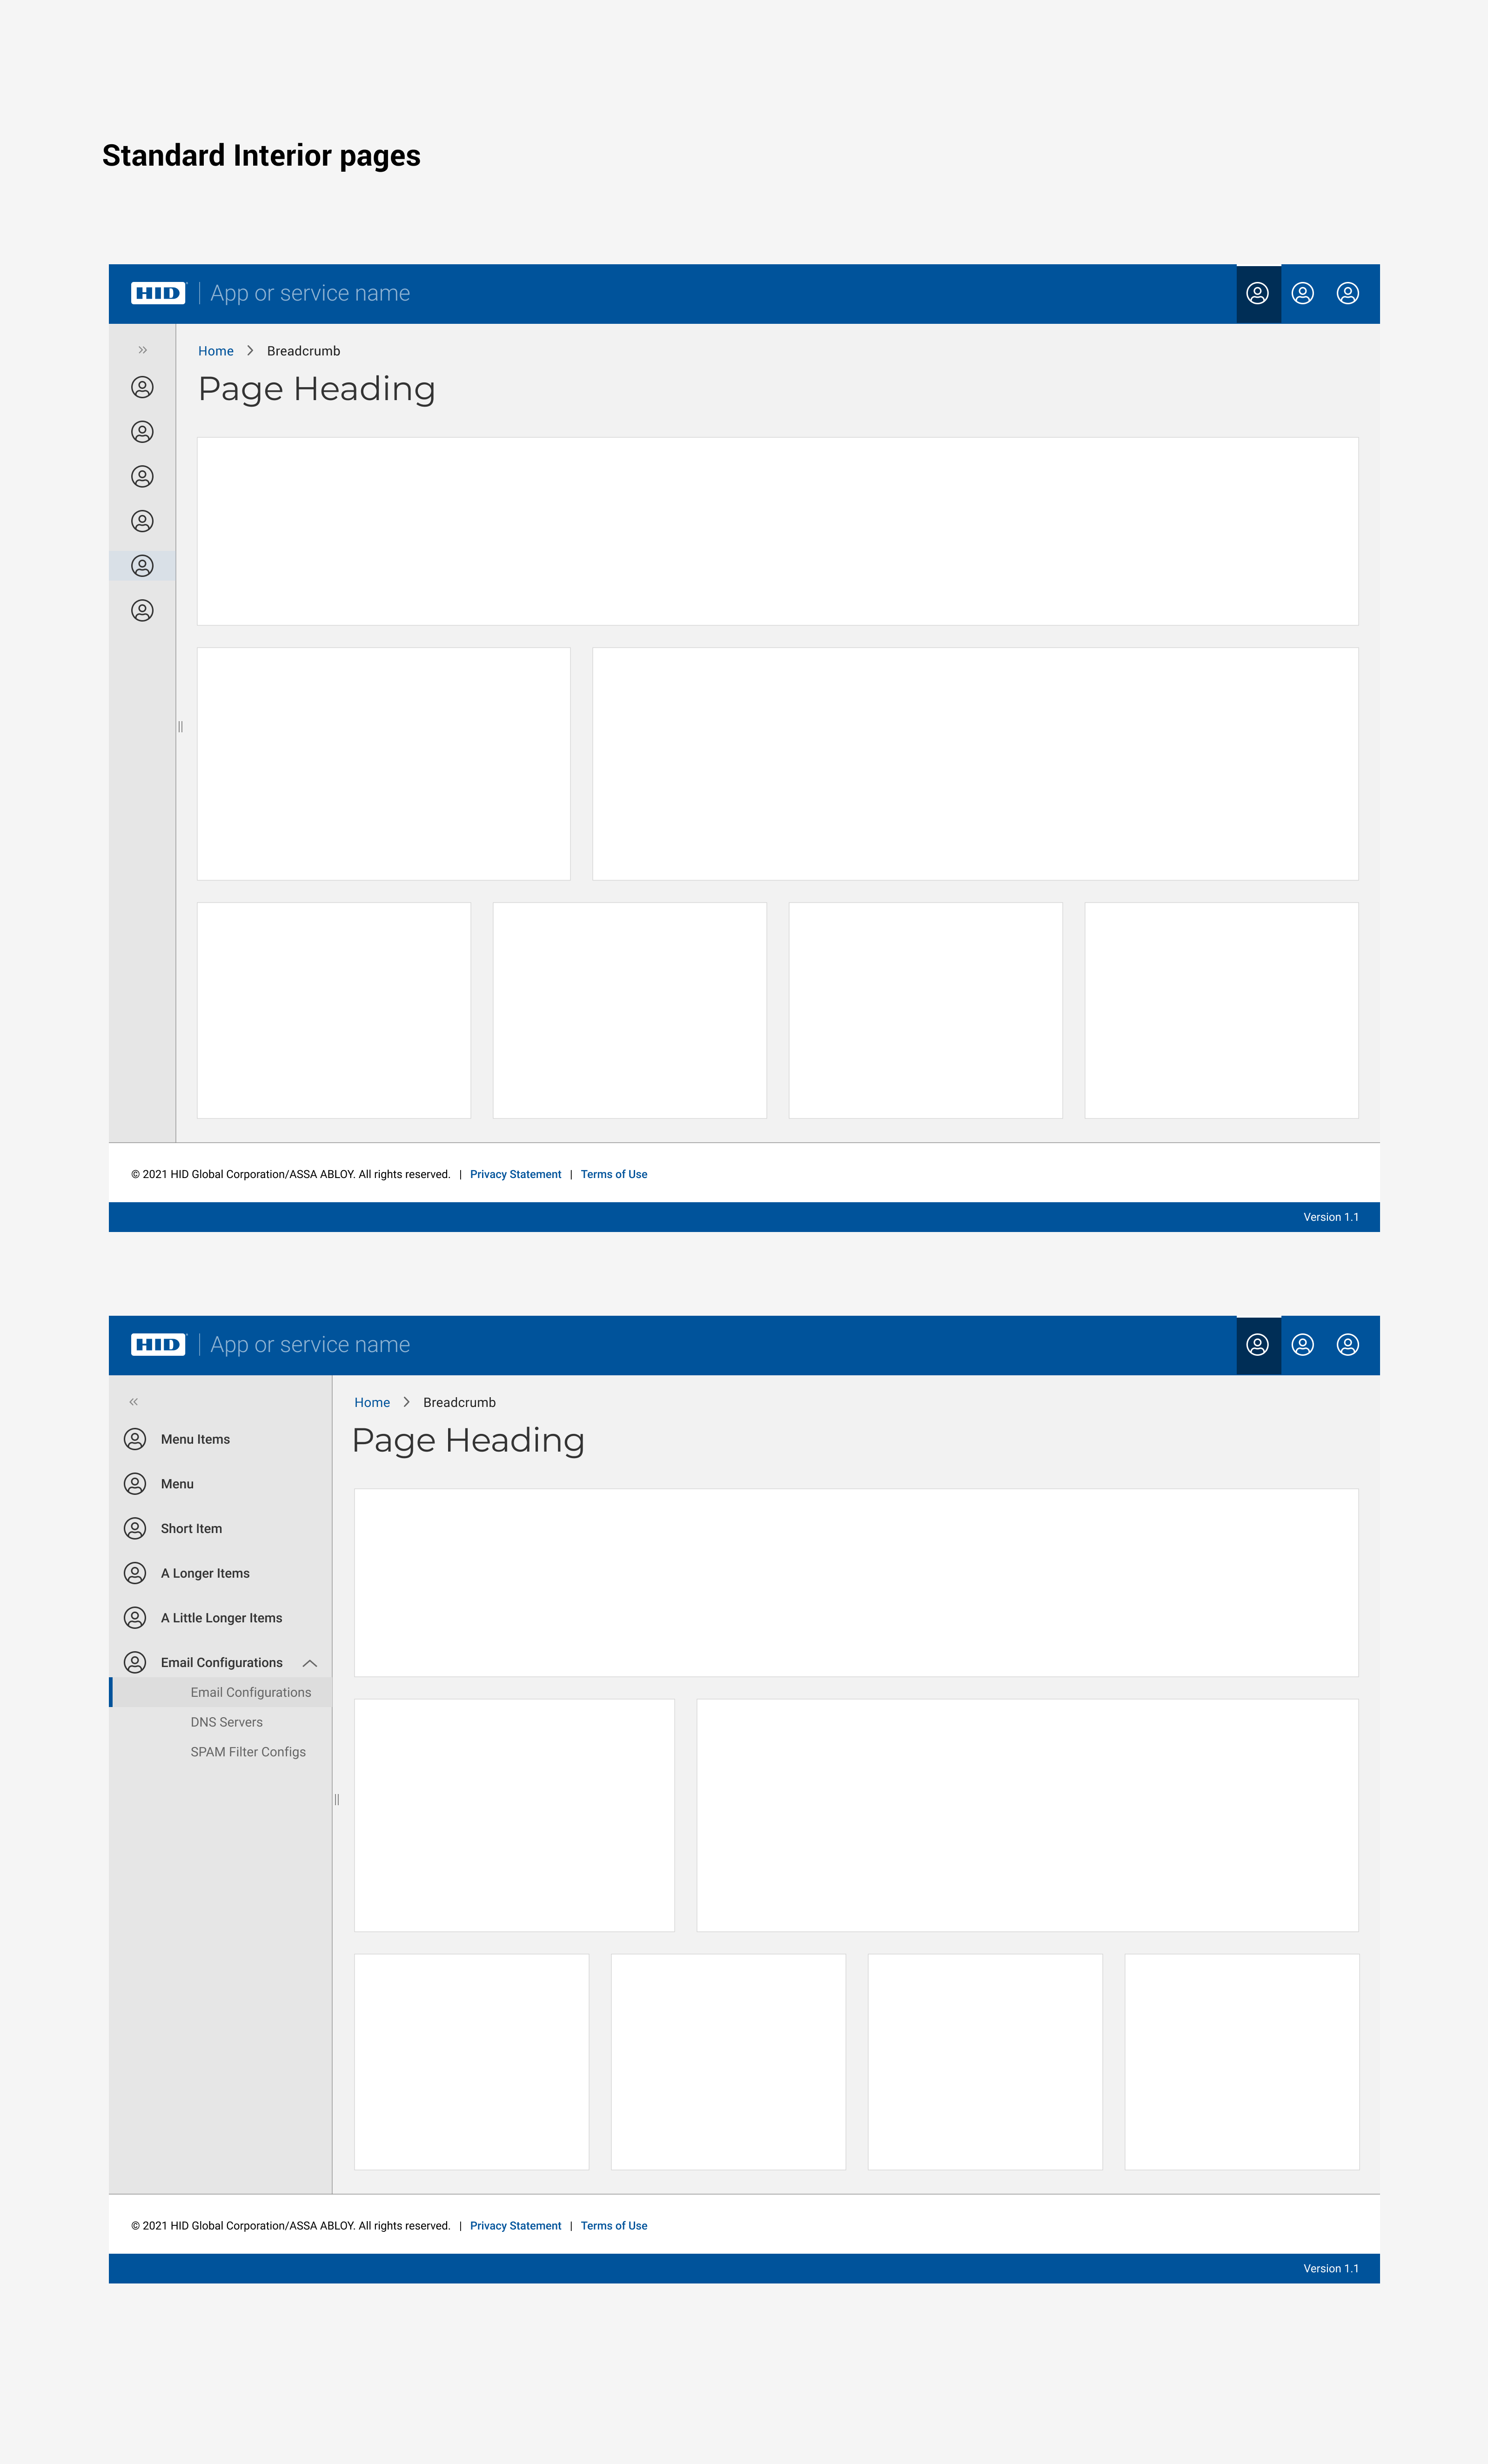 Standard Interior pages
HID App or service name
Home Breadcrumb
Page Heading
© 2021 HID Global Corporation/ASSA ABLOY. All rights reserved. | Privacy Statement | Terms of Use
Version 1.1
HID App or service name
Home Breadcrumb
Page Heading
Menu Items
Menu
Short Item
A Longer Items
A Little Longer Items
Email Configurations
Email Configurations
DNS Servers
SPAM Filter Configs
© 2021 HID Global Corporation/ASSA ABLOY. All rights reserved. | Privacy Statement | Terms of Use
Version 1.1